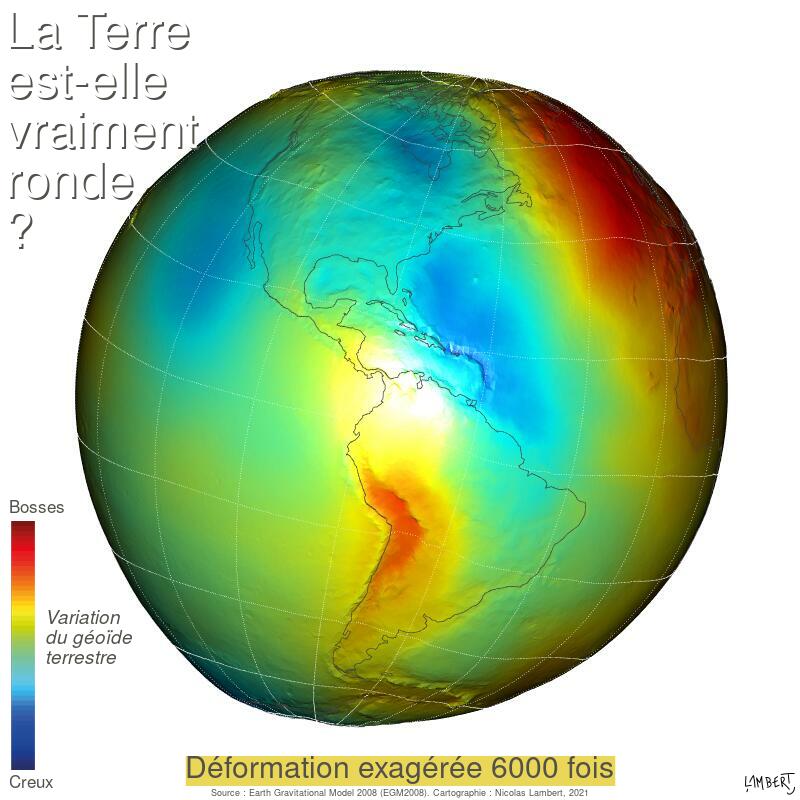 La Terre
est-elle
vraiment
ronde
?
Bosses
Variation
du géoïde
terrestre
Creux
Déformation exagérée 6000 fois
Source : Earth Gravitational Model 2008 (EGM2008). Cartographie : Nicolas Lambert, 2021
LAMBERT